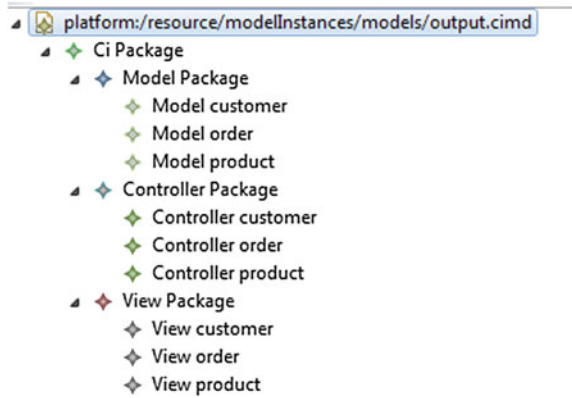 platform:/resource/modelInstances/models/output.cimd
Ci Package
Model Package
Model customer
Model order
Model product
Controller Package
Controller customer
Controller order
Controller product
View Package
View customer
View order
View product